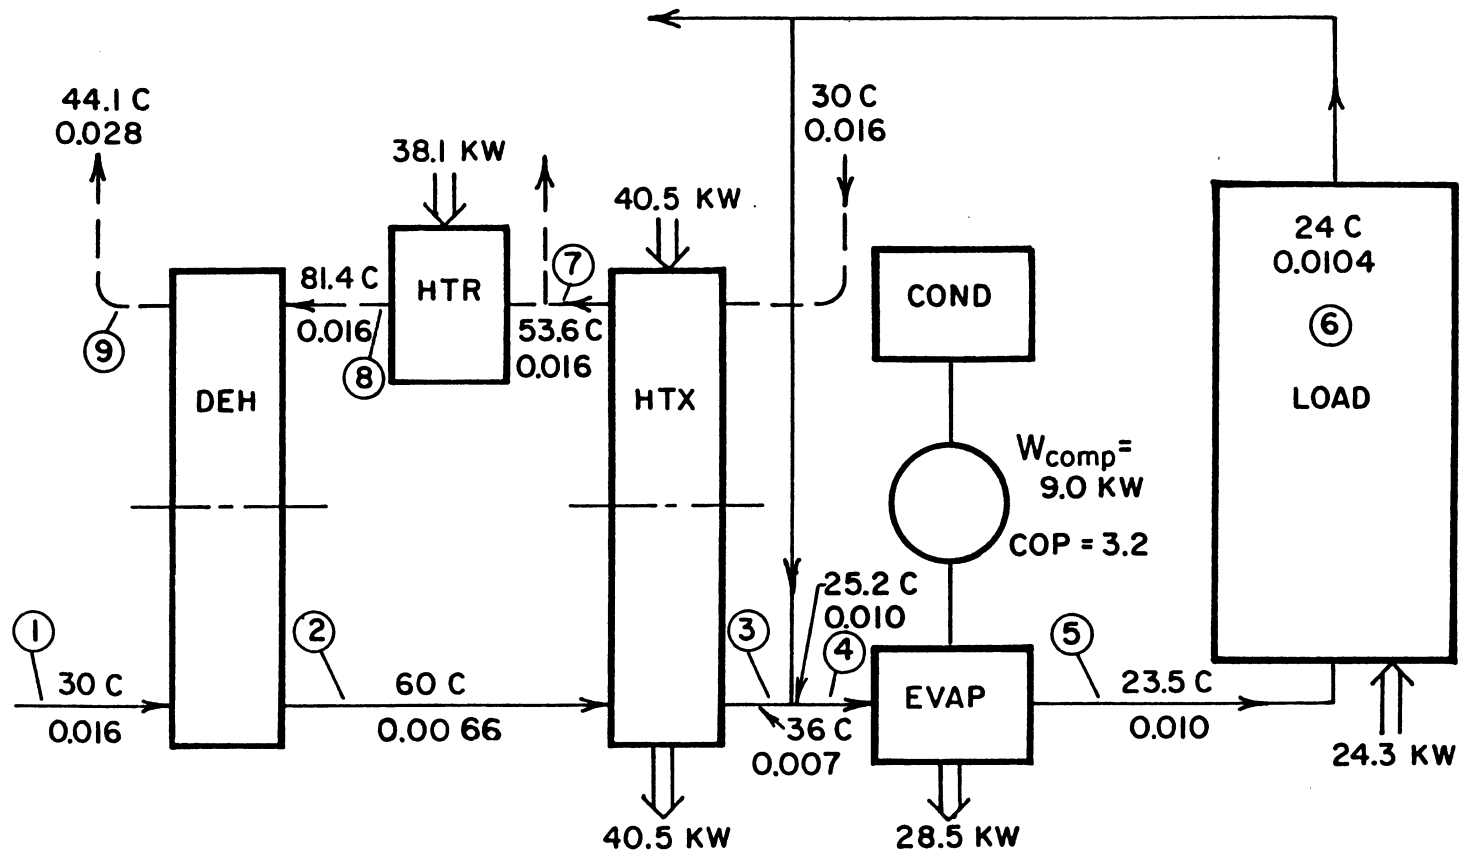 44.1 C
0.028
38.1 KW
40.5 KW
30 C
0.016
24 C
0.0104
6
LOAD
7
81.4 C
HTR
COND
0.016
53.6 C
0.016
9
8
DEH
HTX
Wcomp=
9.0 KW
COP = 3.2
25.2 C
0.010
1
2
3
4
5
30 C
0.016
60 C
0.00 66
36 C
0.007
EVAP
23.5 C
0.010
24.3 KW
40.5 KW
28.5 KW